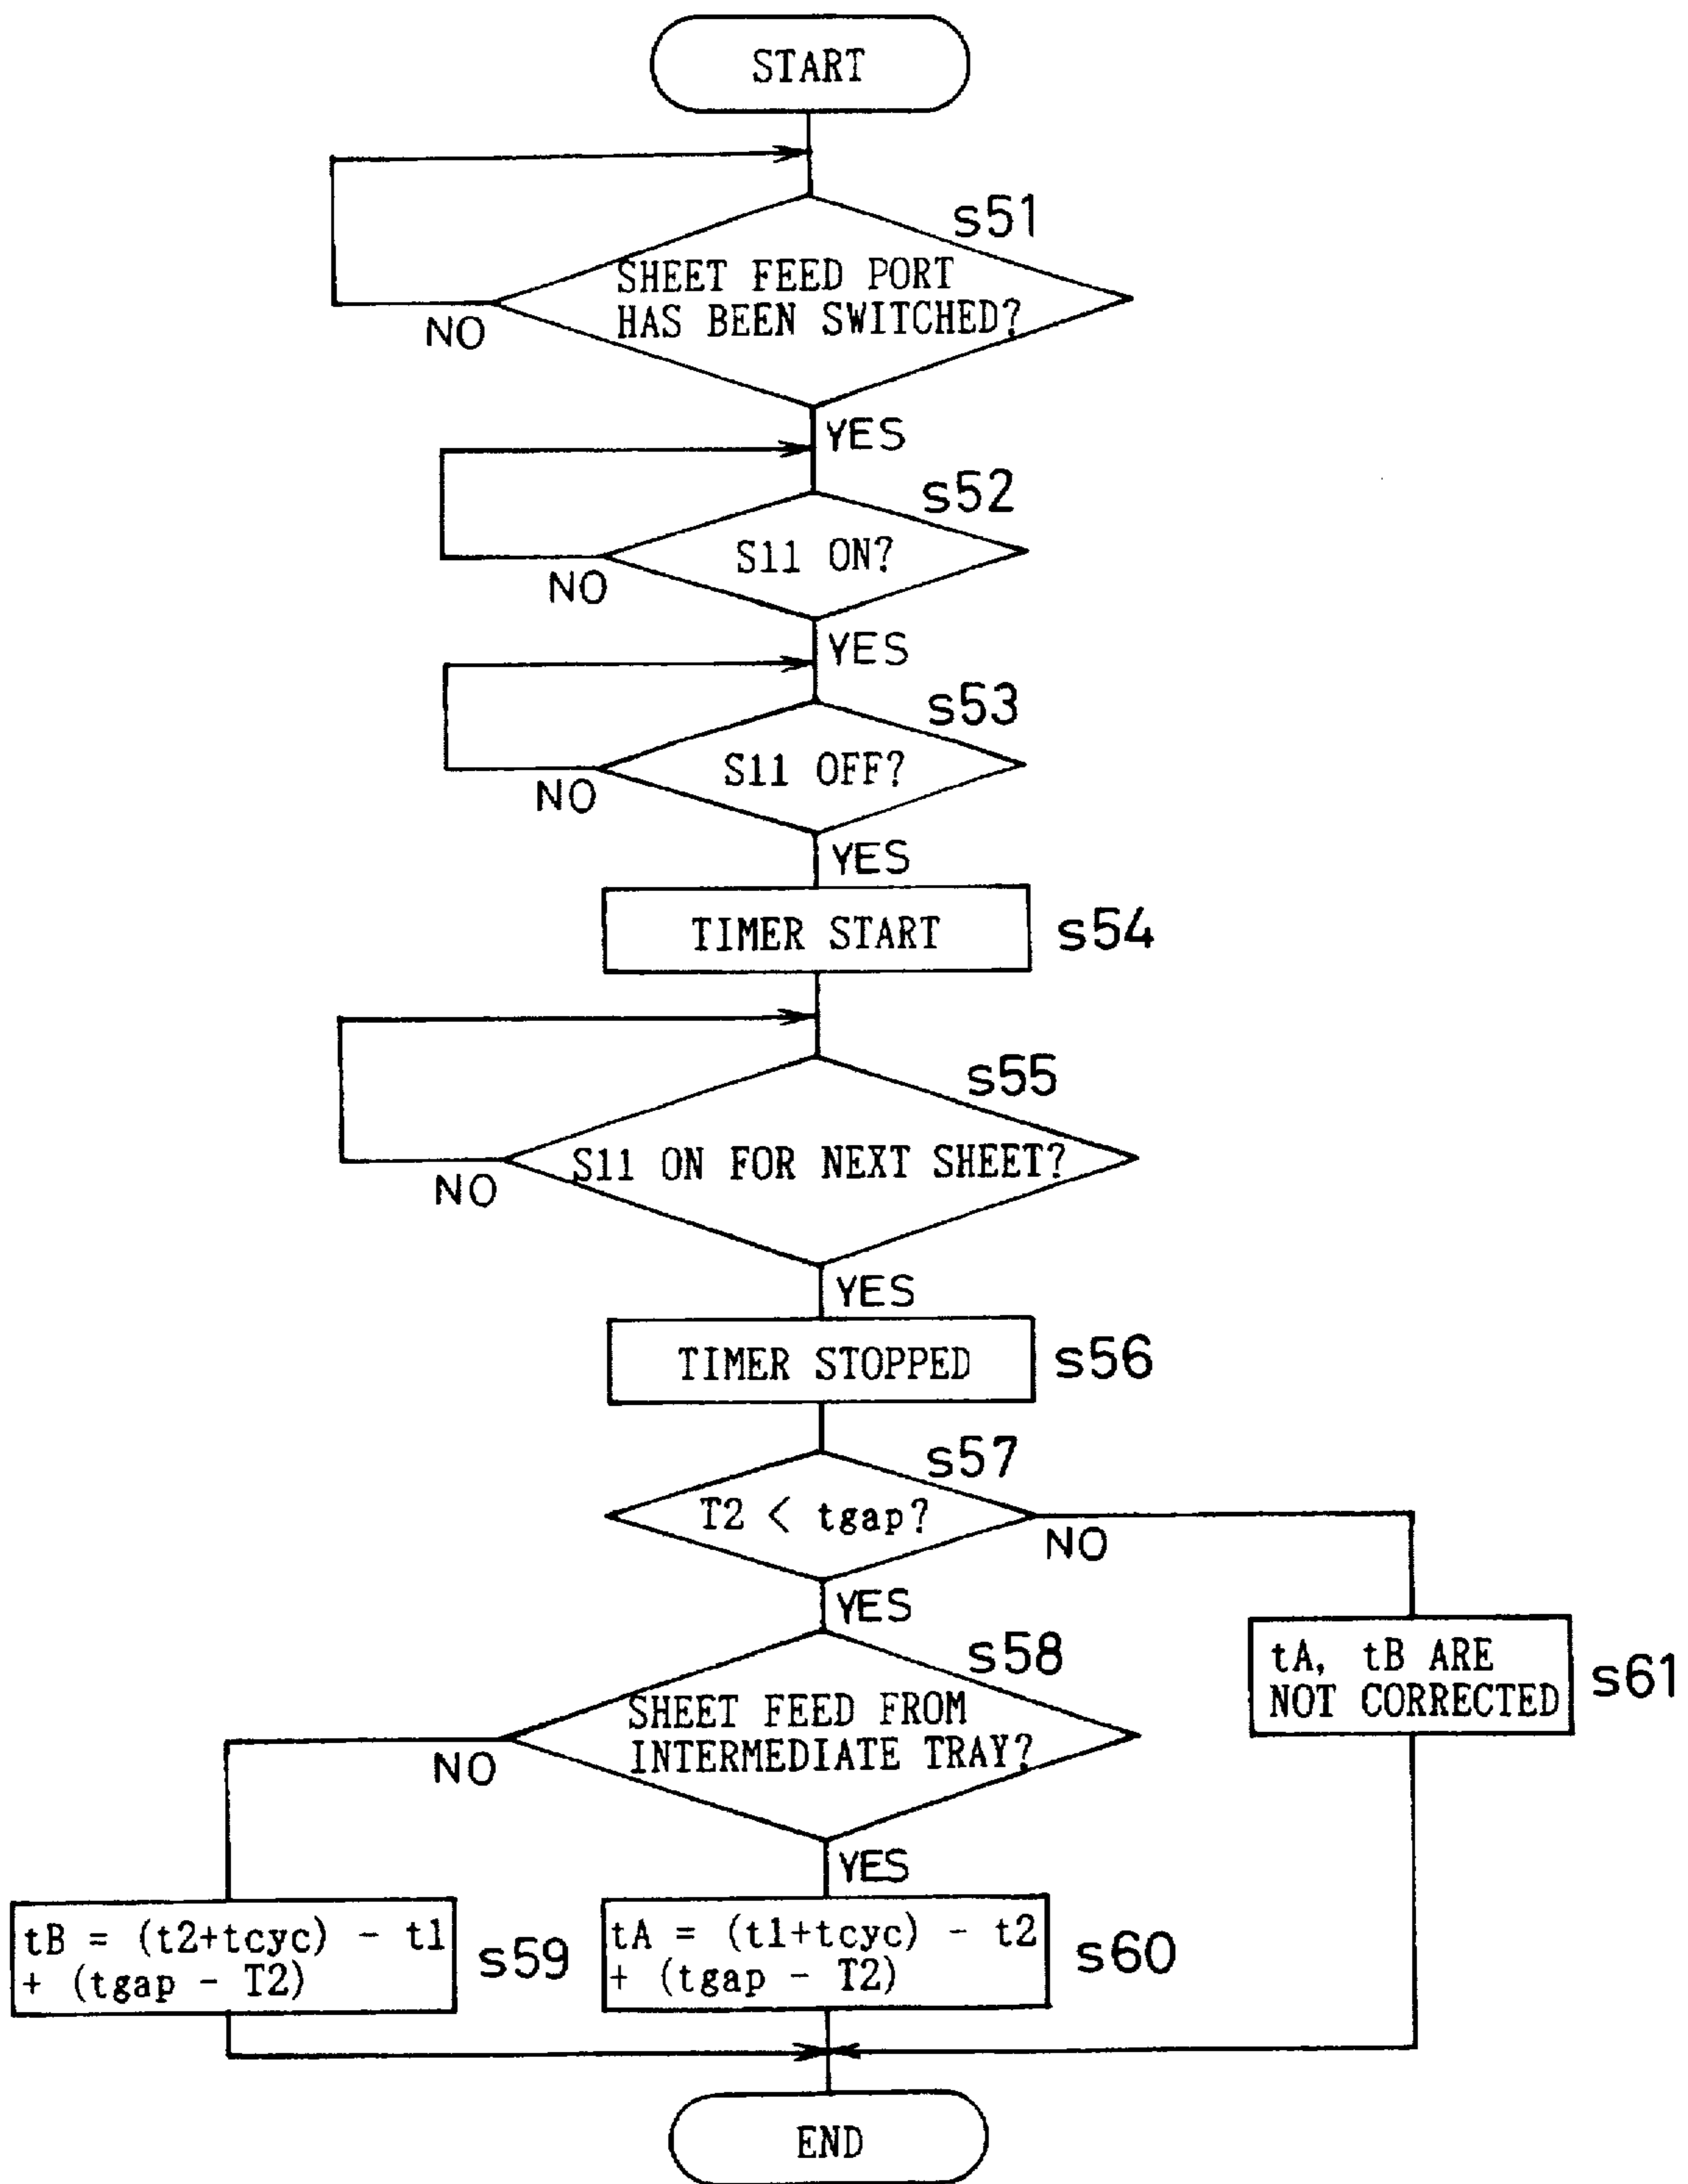 START
s51
SHEET FEED PORT
HAS BEEN SWITCHED?
NO
YES
s52
S11 ON?
NO
YES
s53
S11 OFF?
NO
YES
TIMER START
s54
s55
S11 ON FOR NEXT SHEET?
NO
YES
TIMER STOPPED
s56
s57
T2 < tgap?
NO
YES
s58
SHEET FEED FROM
INTERMEDIATE TRAY?
NO
YES
tA, tB ARE
NOT CORRECTED
s61
tB = (t2+tcyc) - t1
+ (tgap - T2)
s59
tA = (t1+tcyc) - t2
+ (tgap - T2)
s60
END